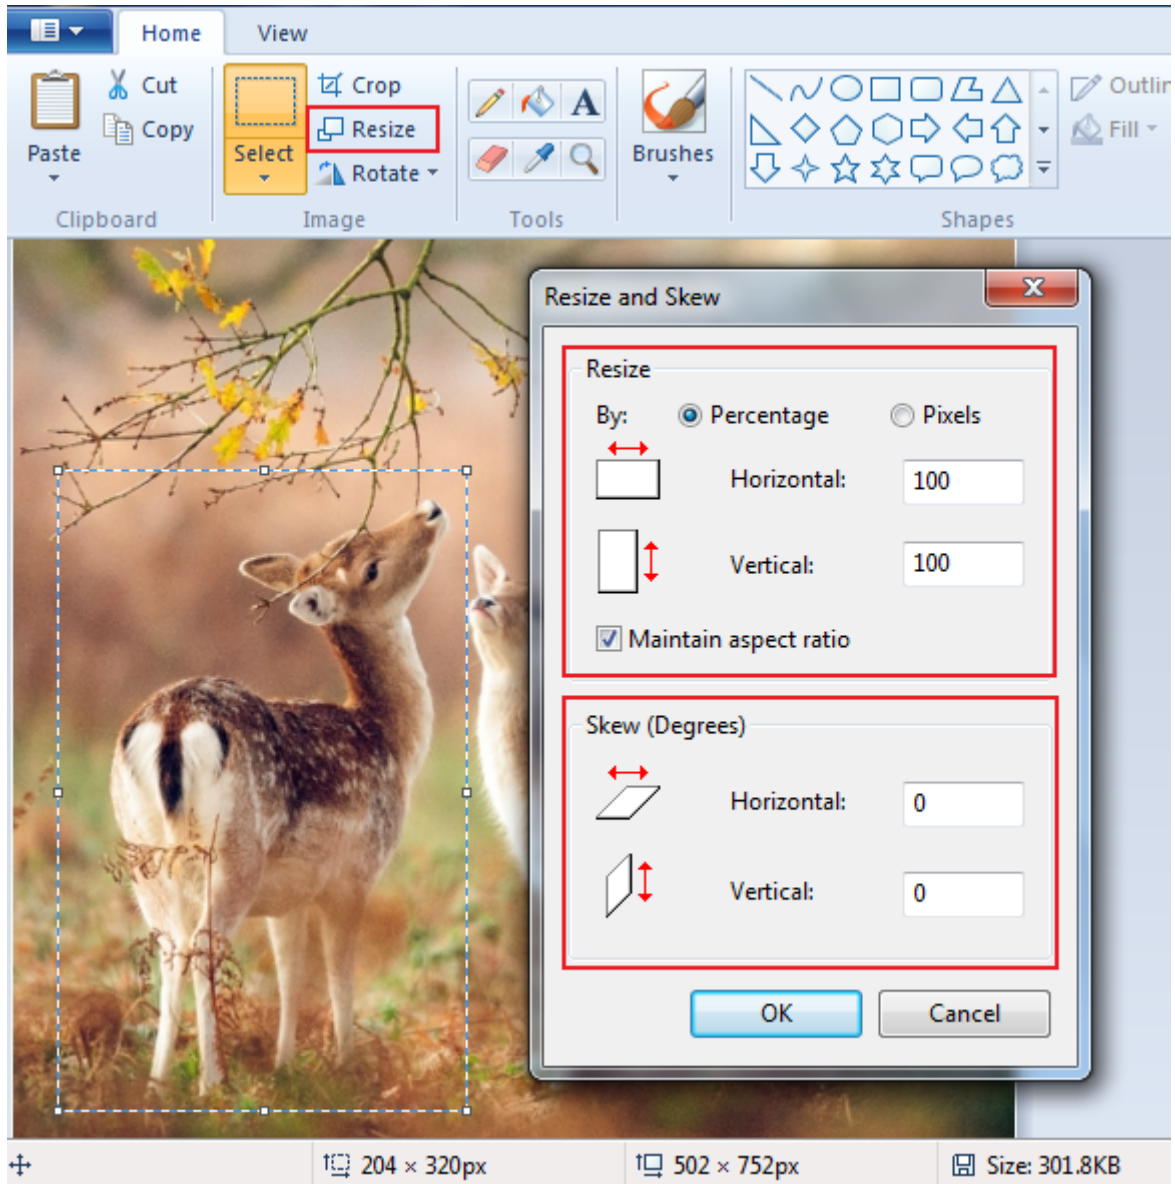 Home View
Cut
Copy
Paste
Clipboard
Select
Crop
Resize
Rotate
Image
A
Tools
Brushes
Shapes
Outlin
Fill
Resize and Skew
Resize
By: Percentage Pixels
Horizontal: 100
Vertical: 100
Maintain aspect ratio
Skew (Degrees)
Horizontal: 0
Vertical: 0
OK Cancel
204 × 320px 502 × 752px Size: 301.8KB